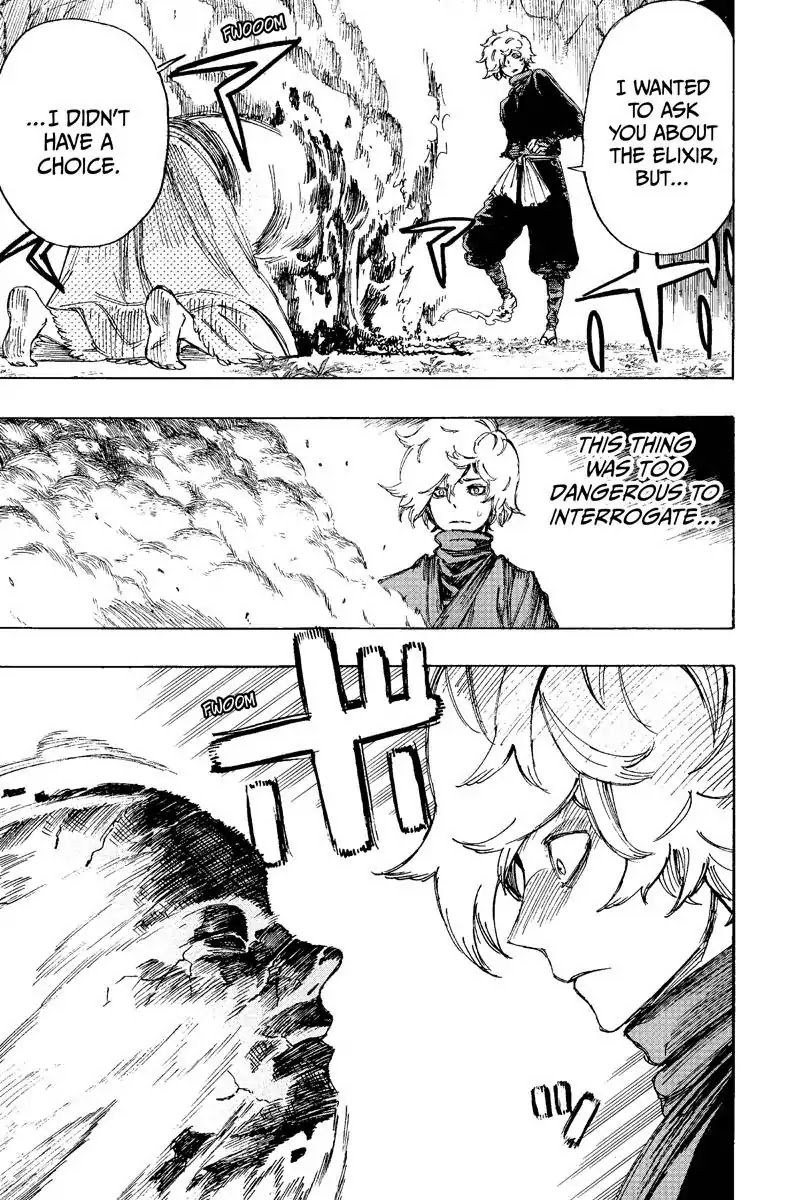 I WANTED
TO ASK
YOU ABOUT
THE ELIXIR,
BUT...
FWOOOM
...I DIDN'T
HAVE A
CHOICE.
THIS THING
WAS TOO
DANGEROUS TO
INTERROGATE...
FWOOM